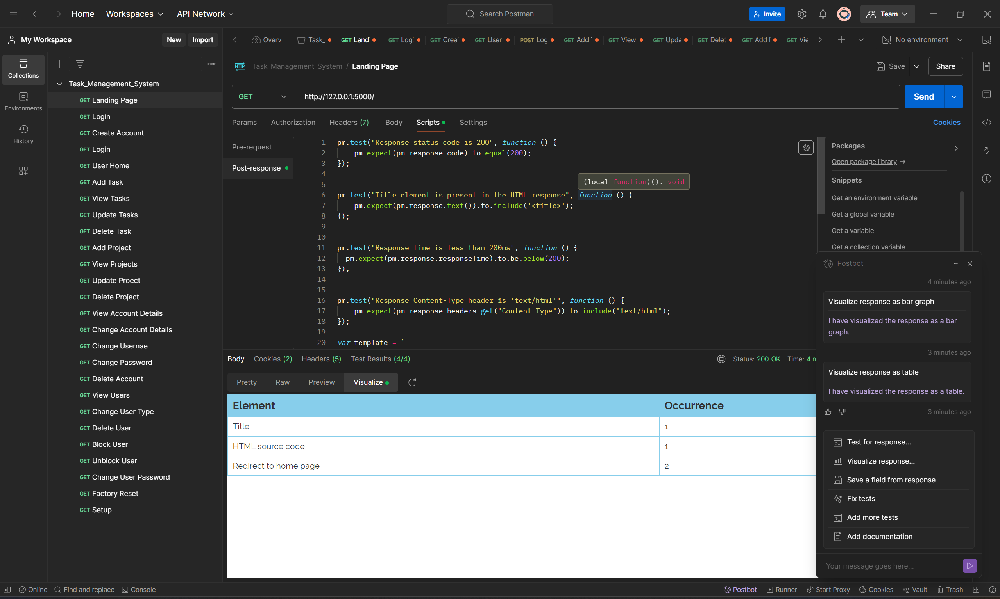 Home Workspaces API Network Search Postman Invite Team
My Workspace New Import
Overvi Task_ GET Land GET Logi GET Crea GET User POST Log GET Add GET View GET Upda GET Delet GET Add GET Vie No environment
Collections
Environments
History
Task_Management_System
GET Landing Page
GET Login
GET Create Account
GET Login
GET User Home
GET Add Task
GET View Tasks
GET Update Tasks
GET Delete Task
GET Add Project
GET View Projects
GET Update Proect
GET Delete Project
GET View Account Details
GET Change Account Details
GET Change Usernae
GET Change Password
GET Delete Account
GET View Users
GET Change User Type
GET Delete User
GET Block User
GET Unblock User
GET Change User Password
GET Factory Reset
GET Setup
HTTP Task_Management_System / Landing Page Save Share
GET http://127.0.0.1:5000/ Send
Params Authorization Headers (7) Body Scripts Settings Cookies
Pre-request
Post-response
1 pm.test("Response status code is 200", function () {
2 pm.expect(pm.response.code).to.equal(200);
3 });
4
5
(local function)(): void
6 pm.test("Title element is present in the HTML response", function () {
7 pm.expect(pm.response.text()).to.include('<title>');
8 });
9
10
11 pm.test("Response time is less than 200ms", function () {
12 pm.expect(pm.response.responseTime).to.be.below(200);
13 });
14
15
16 pm.test("Response Content-Type header is 'text/html'", function () {
17 pm.expect(pm.response.headers.get("Content-Type")).to.include("text/html");
18 });
19
20 var template = `
Packages
Open package library →
Snippets
Get an environment variable
Get a global variable
Get a variable
Get a collection variable
Body Cookies (2) Headers (5) Test Results (4/4) Status: 200 OK Time: 4 m
Pretty Raw Preview Visualize
Element Occurrence
Title 1
HTML source code 1
Redirect to home page 2
Postbot
4 minutes ago
Visualize response as bar graph
I have visualized the response as a bar
graph.
3 minutes ago
Visualize response as table
I have visualized the response as a table.
3 minutes ago
Test for response...
Visualize response...
Save a field from response
Fix tests
Add more tests
Add documentation
Your message goes here...
Online Find and replace Console Postbot Runner Start Proxy Cookies Vault Trash